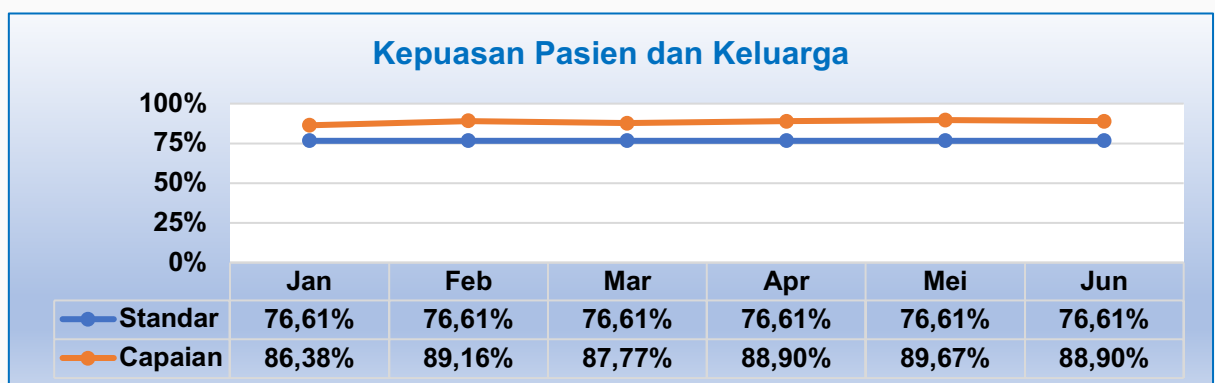 Kepuasan Pasien dan Keluarga
100%
75%
50%
25%
0%
Jan Feb Mar Apr Mei Jun
Standar 76,61% 76,61% 76,61% 76,61% 76,61% 76,61%
Capaian 86,38% 89,16% 87,77% 88,90% 89,67% 88,90%